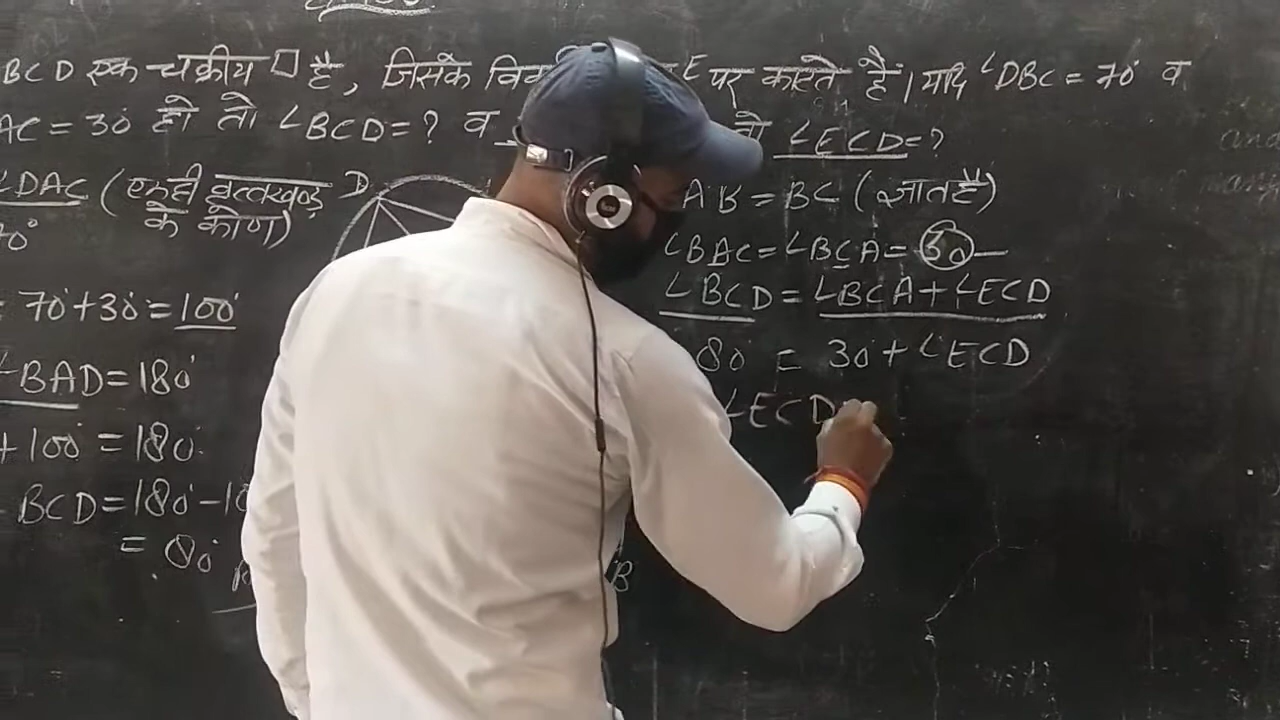 BCD एक चक्रीय □ है, जिसके E पर काटते हैं। यदि ∠DBC = 70° व
AC = 30° हो तो ∠BCD = ? व ∠ECD = ?
∠DAC (एक ही वृत्तखण्ड के कोण)
70°
= 70° + 30° = 100°
∠BAD = 180°
+ 100° = 180°
BCD = 180° - 10
= 80°
D
B
AB = BC (ज्ञात है)
∠BAC = ∠BCA = 30
∠BCD = ∠BCA + ∠ECD
80° = 30° + ∠ECD
∠ECD